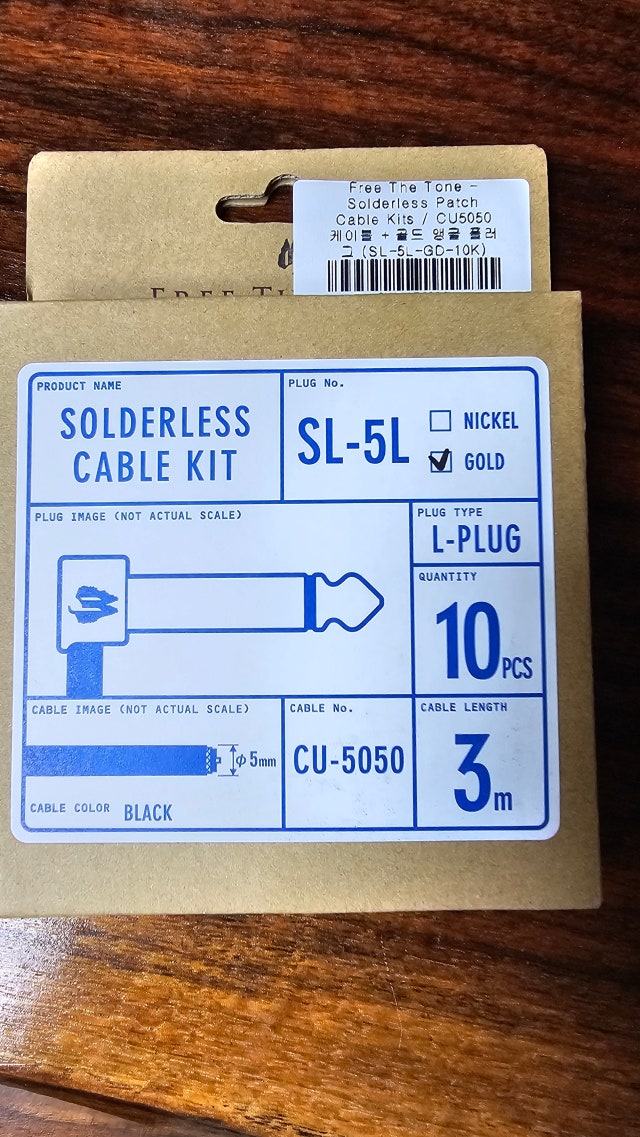 Free The Tone -
Solderless Patch
Cable Kits / CU5050
케이블 + 골드 앵글 플러
그 (SL-5L-GD-10K)
FREE T
PRODUCT NAME
SOLDERLESS
CABLE KIT
PLUG No.
SL-5L
NICKEL
GOLD
PLUG IMAGE (NOT ACTUAL SCALE)
PLUG TYPE
L-PLUG
QUANTITY
10PCS
CABLE IMAGE (NOT ACTUAL SCALE)
φ5mm
CABLE COLOR BLACK
CABLE No.
CU-5050
CABLE LENGTH
3m